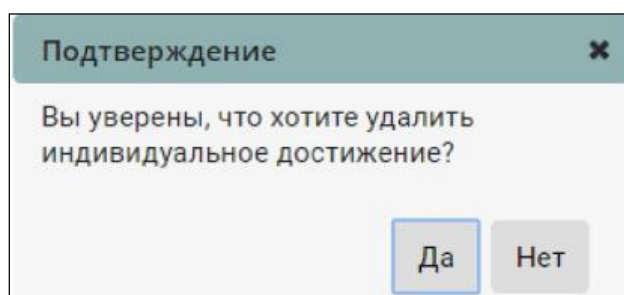 Подтверждение
Вы уверены, что хотите удалить
индивидуальное достижение?
Да Нет